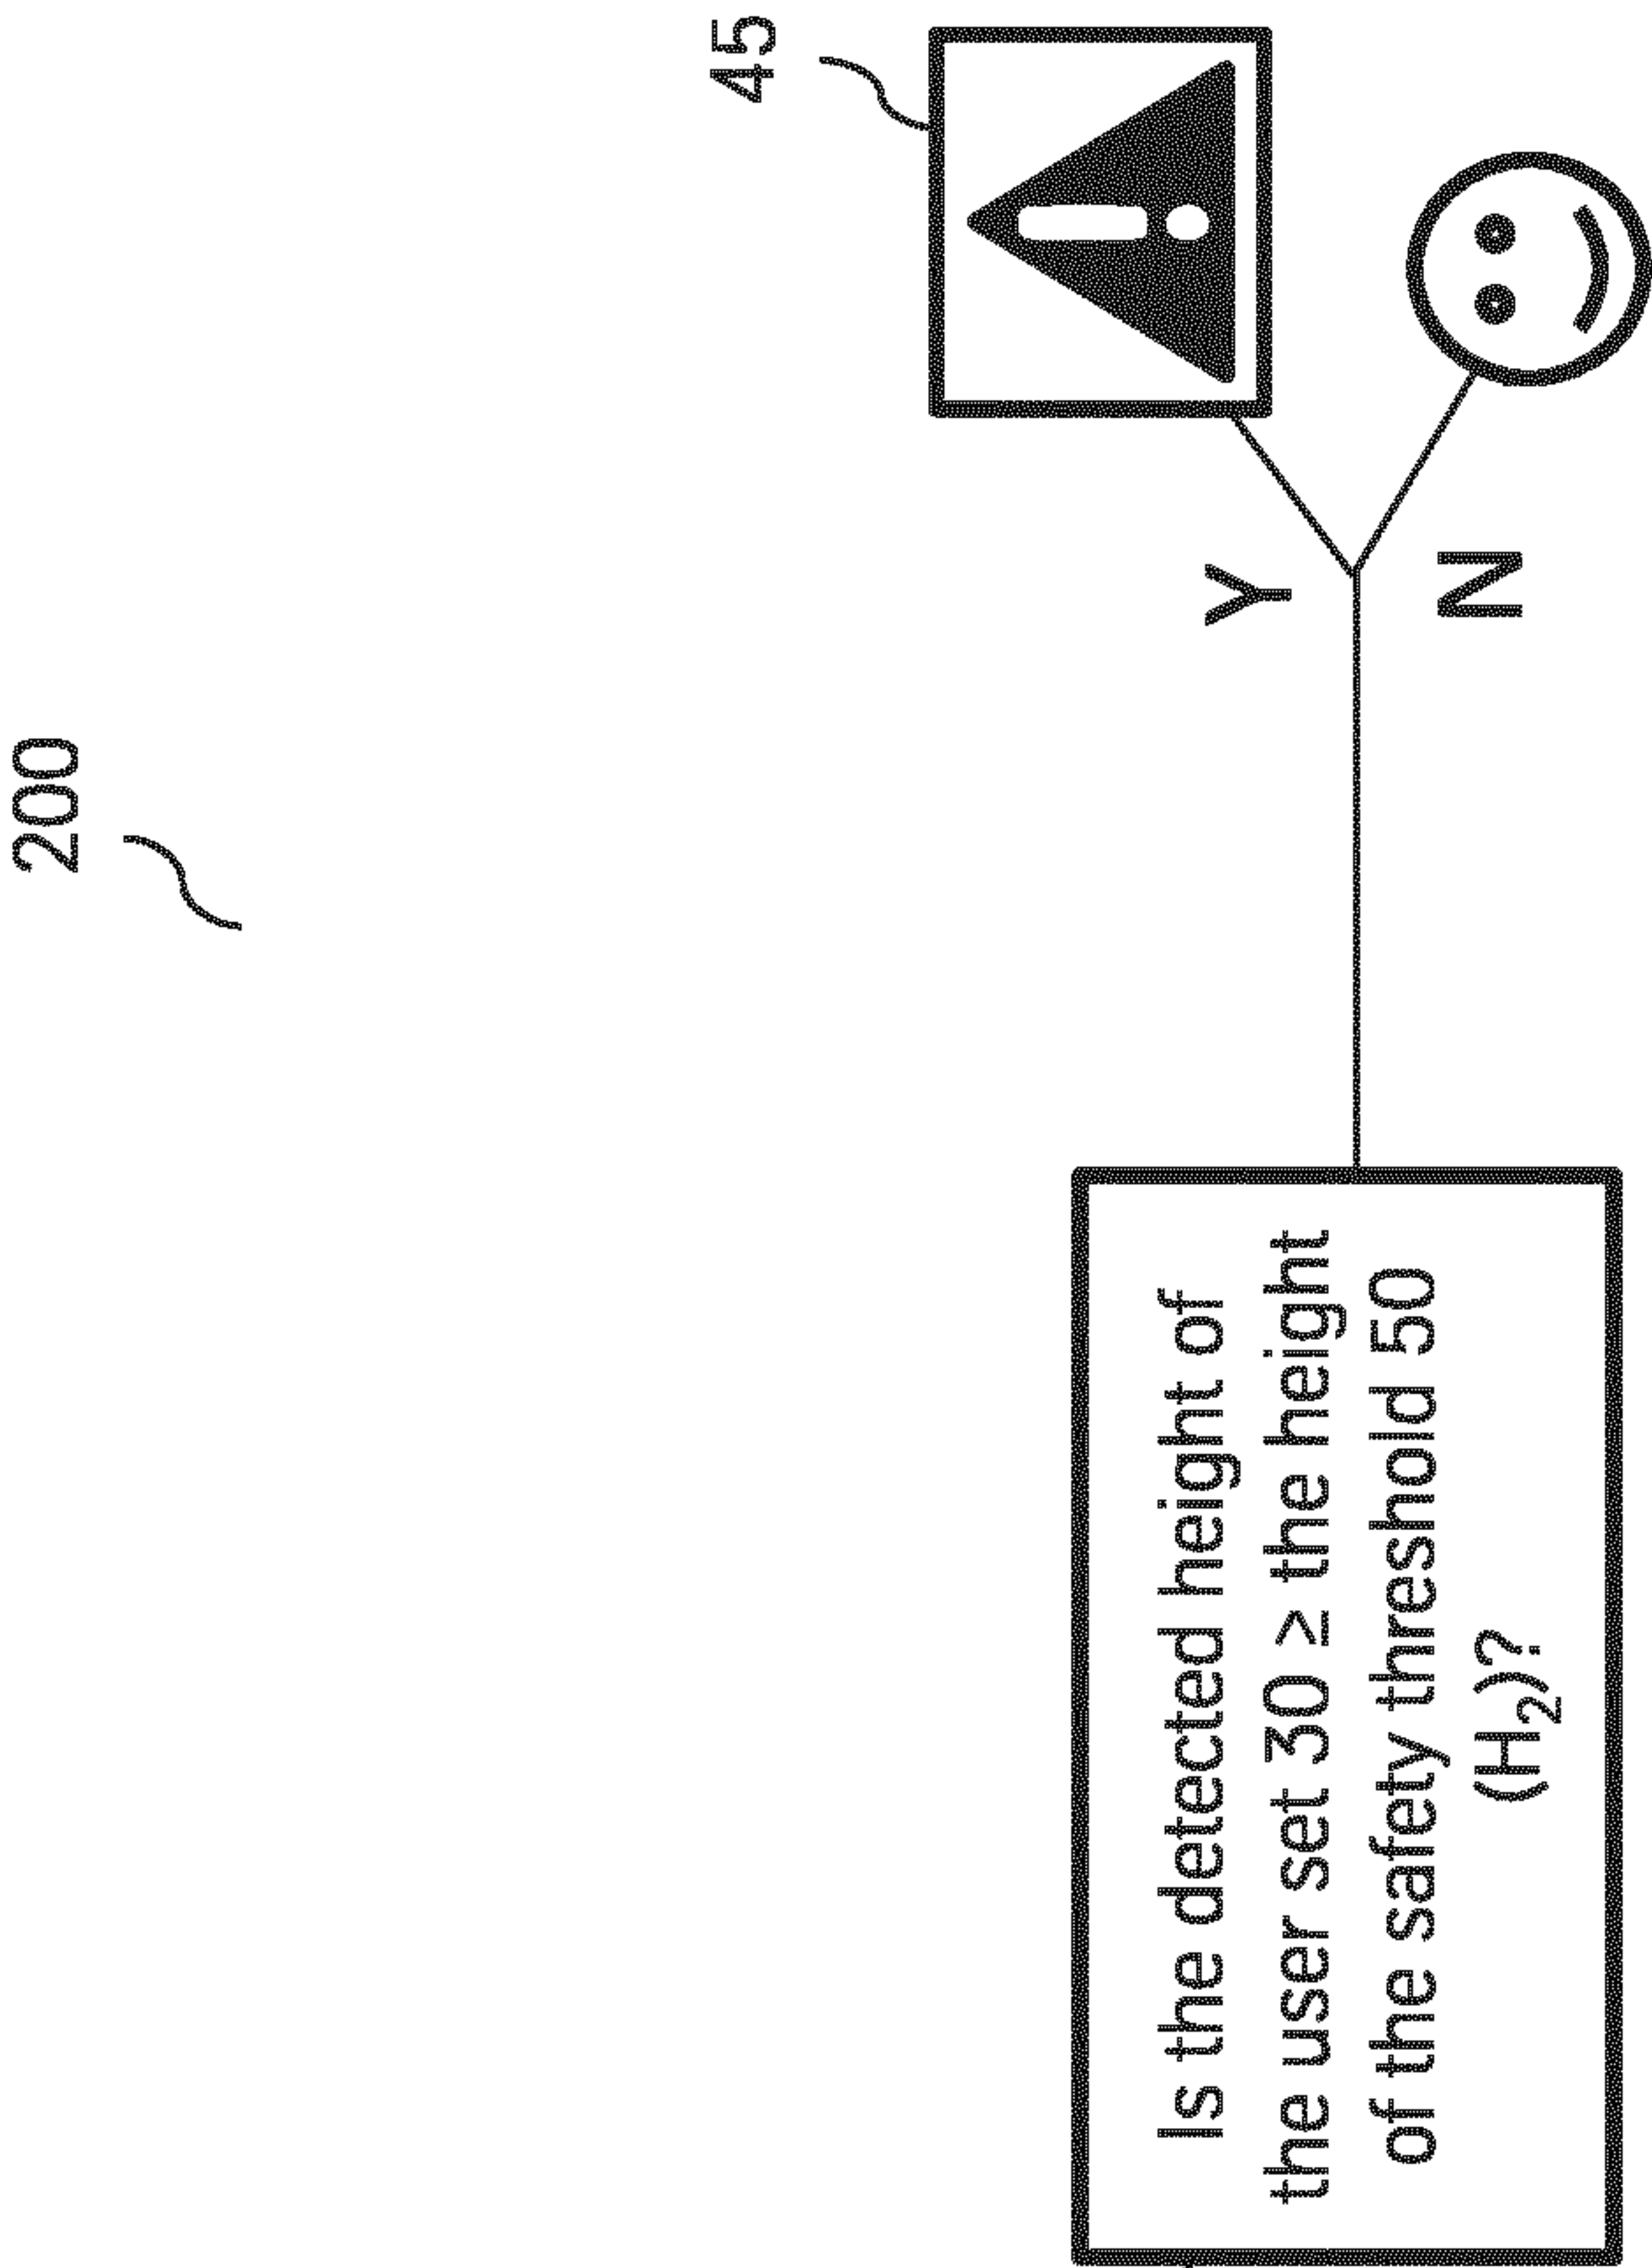 200
45
Y
N
Is the detected height of
the user set 30 ≥ the height
of the safety threshold 50
(H₂)?